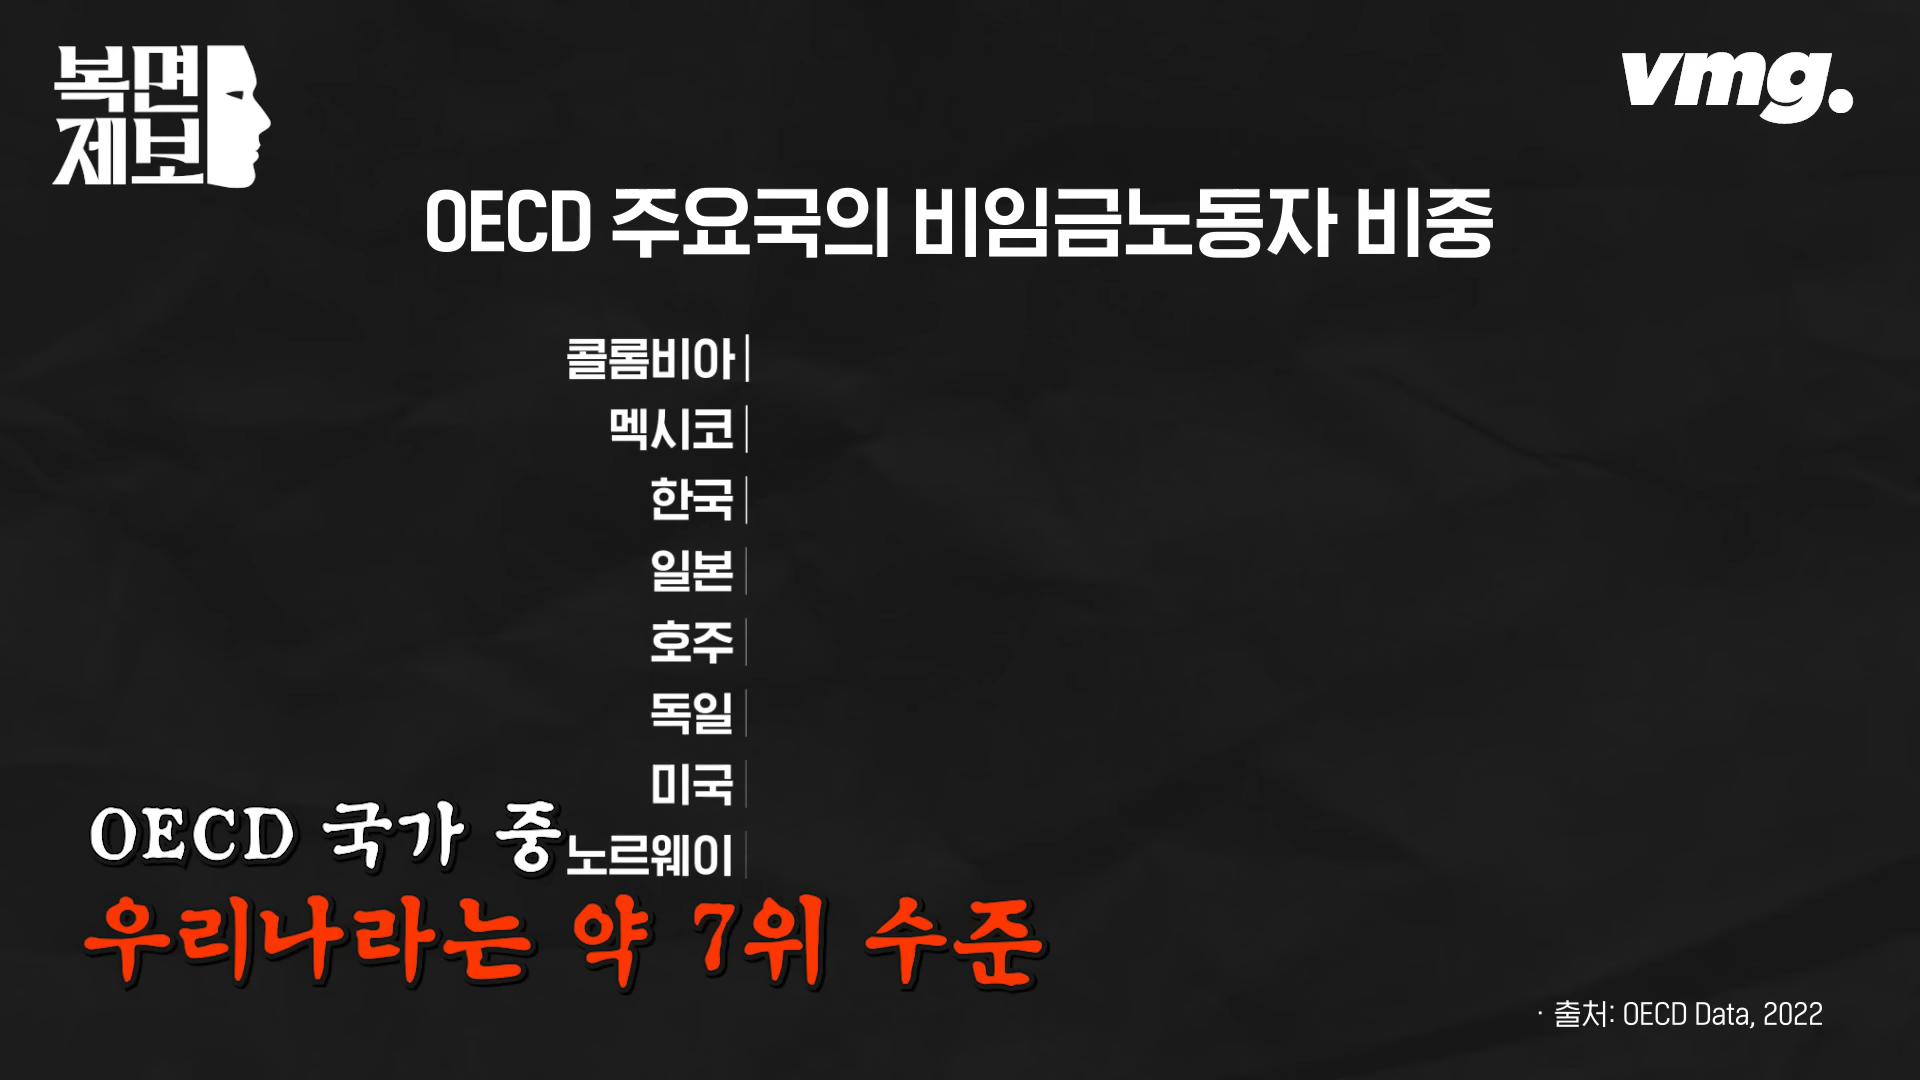 복면
제보
vmg.
OECD 주요국의 비임금노동자 비중
콜롬비아
멕시코
한국
일본
호주
독일
미국
노르웨이
OECD 국가 중
우리나라는 약 7위 수준
· 출처: OECD Data, 2022